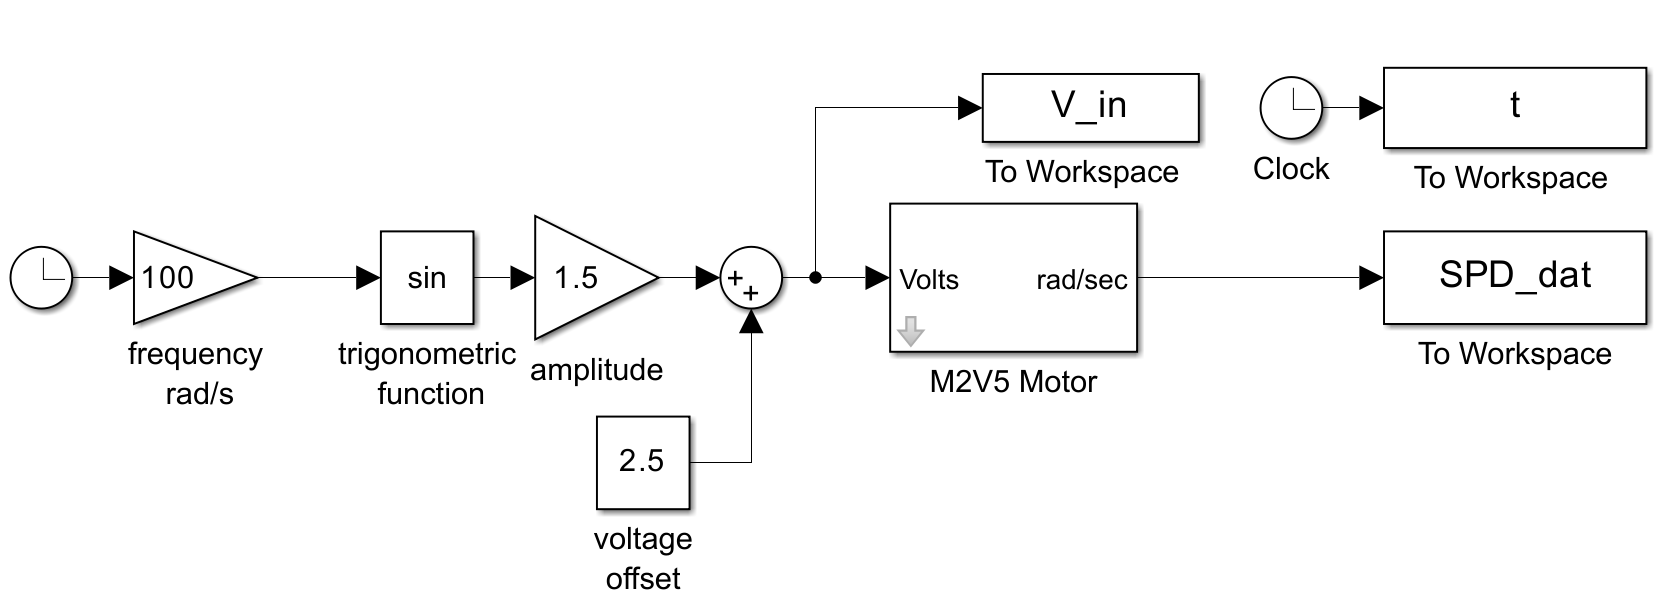 V_in
To Workspace
Clock
t
To Workspace
100
frequency
rad/s
sin
trigonometric
function
1.5
amplitude
+
+
2.5
voltage
offset
Volts
rad/sec
M2V5 Motor
SPD_dat
To Workspace